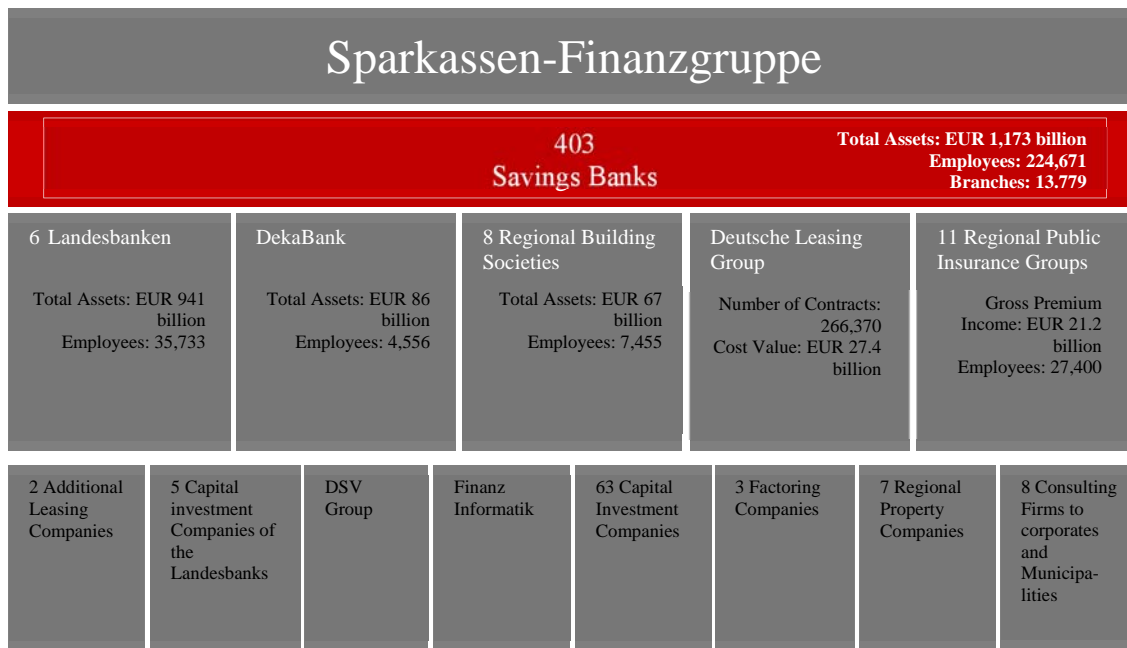 Sparkassen-Finanzgruppe
403
Savings Banks
Total Assets: EUR 1,173 billion
Employees: 224,671
Branches: 13.779
6 Landesbanken
Total Assets: EUR 941
billion
Employees: 35,733
DekaBank
Total Assets: EUR 86
billion
Employees: 4,556
8 Regional Building
Societies
Total Assets: EUR 67
billion
Employees: 7,455
Deutsche Leasing
Group
Number of Contracts:
266,370
Cost Value: EUR 27.4
billion
11 Regional Public
Insurance Groups
Gross Premium
Income: EUR 21.2
billion
Employees: 27,400
2 Additional
Leasing
Companies
5 Capital
investment
Companies of
the
Landesbanks
DSV
Group
Finanz
Informatik
63 Capital
Investment
Companies
3 Factoring
Companies
7 Regional
Property
Companies
8 Consulting
Firms to
corporates
and
Municipa-
lities